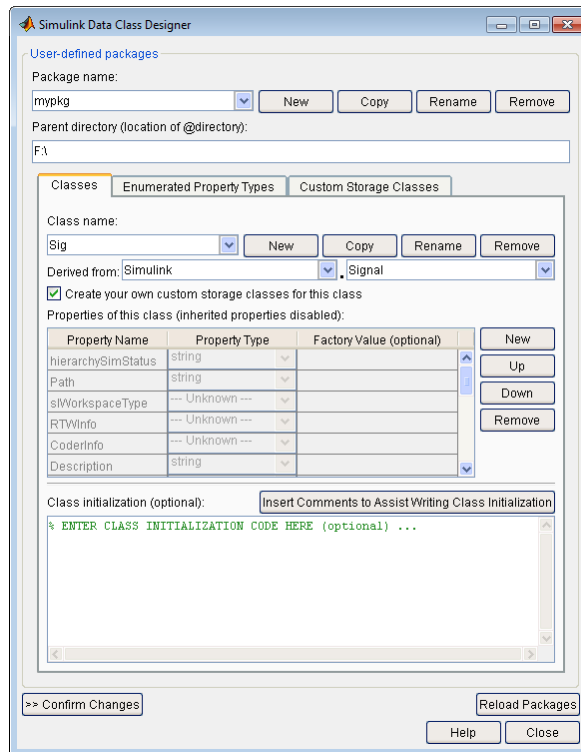 Simulink Data Class Designer
User-defined packages
Package name:
mypkg New Copy Rename Remove
Parent directory (location of @directory):
F:\
Classes Enumerated Property Types Custom Storage Classes
Class name:
Sig New Copy Rename Remove
Derived from: Simulink . Signal
Create your own custom storage classes for this class
Properties of this class (inherited properties disabled):
Property Name Property Type Factory Value (optional) New
hierarchySimStatus string
Up
Path string
slWorkspaceType --- Unknown --- Down
RTWInfo --- Unknown --- Remove
CoderInfo --- Unknown ---
Description string
Class initialization (optional): Insert Comments to Assist Writing Class Initialization
% ENTER CLASS INITIALIZATION CODE HERE (optional) ...
>> Confirm Changes Reload Packages
Help Close